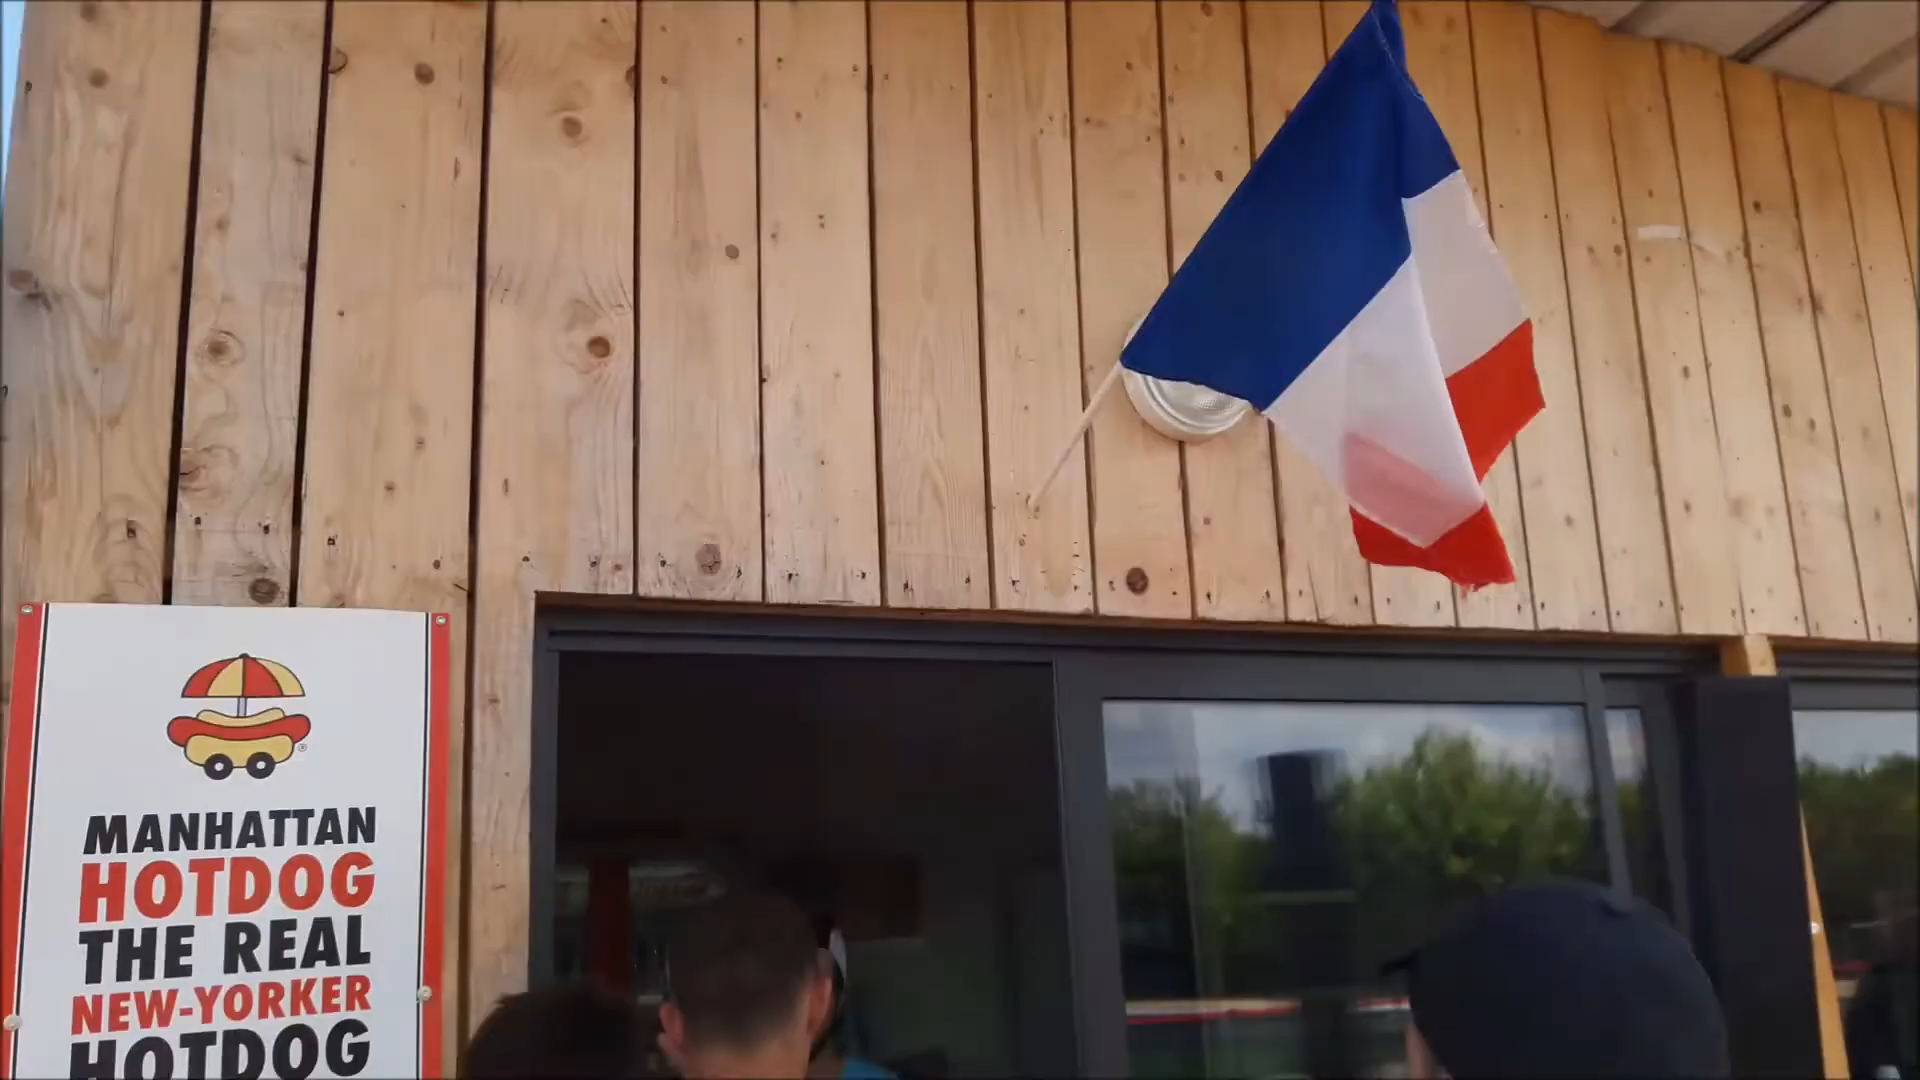 MANHATTAN
HOTDOG
THE REAL
NEW-YORKER
HOTDOG